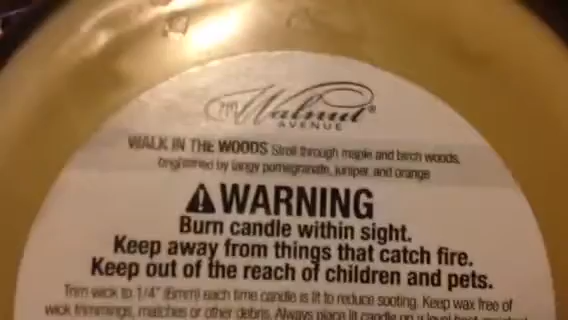 791 Walnut®
AVENUE
WALK IN THE WOODS Stroll through maple and birch woods,
brightened by tangy pomegranate, juniper, and orange
⚠WARNING
Burn candle within sight.
Keep away from things that catch fire.
Keep out of the reach of children and pets.
Trim wick to 1/4" (6mm) each time candle is lit to reduce sooting. Keep wax free of
wick trimmings, matches or other debris. Always place lit candle on a level heat